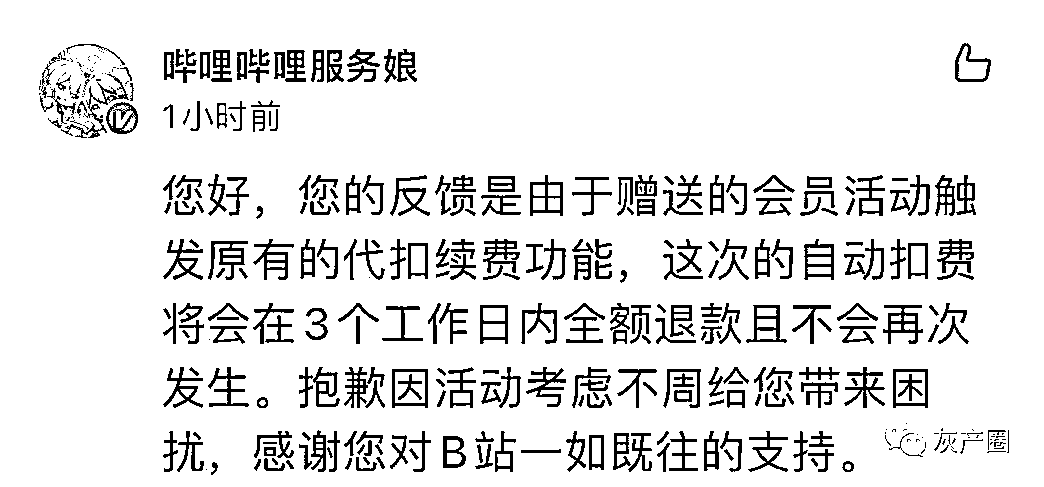 哔哩哔哩服务娘
1小时前
您好，您的反馈是由于赠送的会员活动触
发原有的代扣续费功能，这次的自动扣费
将会在3个工作日内全额退款且不会再次
发生。抱歉因活动考虑不周给您带来困
扰，感谢您对B站一如既往的支持。
灰产圈